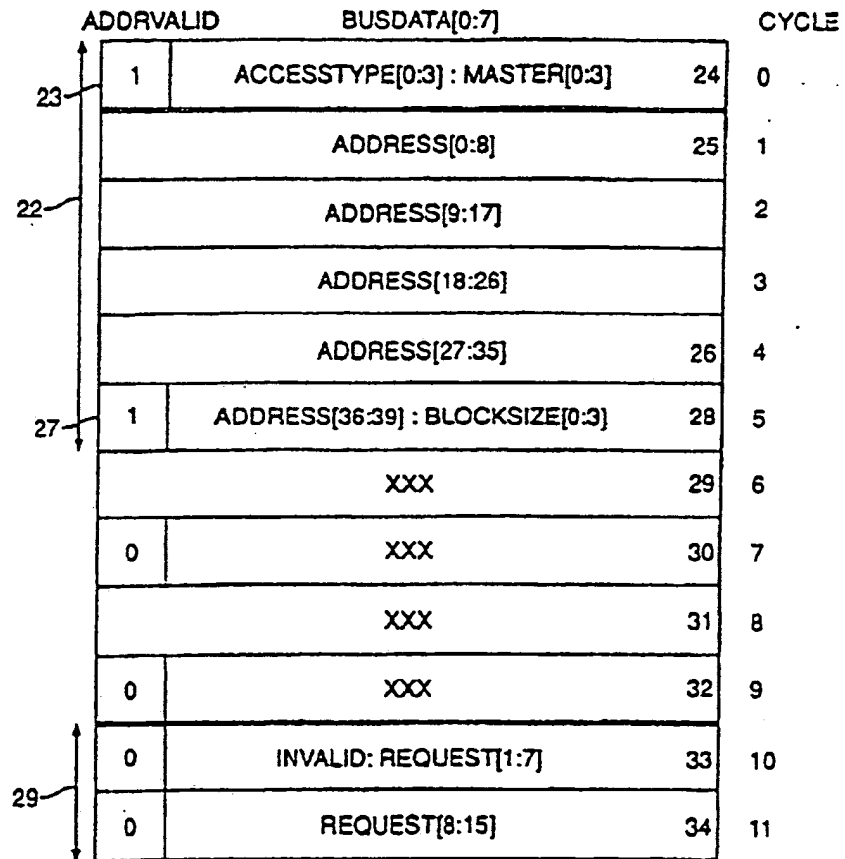 ADDRVALID BUSDATA[0:7] CYCLE
23 1 ACCESSTYPE[0:3] : MASTER[0:3] 24 0
ADDRESS[0:8] 25 1
22 ADDRESS[9:17] 2
ADDRESS[18:26] 3
ADDRESS[27:35] 26 4
27 1 ADDRESS[36:39] : BLOCKSIZE[0:3] 28 5
XXX 29 6
0 XXX 30 7
XXX 31 8
0 XXX 32 9
0 INVALID: REQUEST[1:7] 33 10
29 0 REQUEST[8:15] 34 11